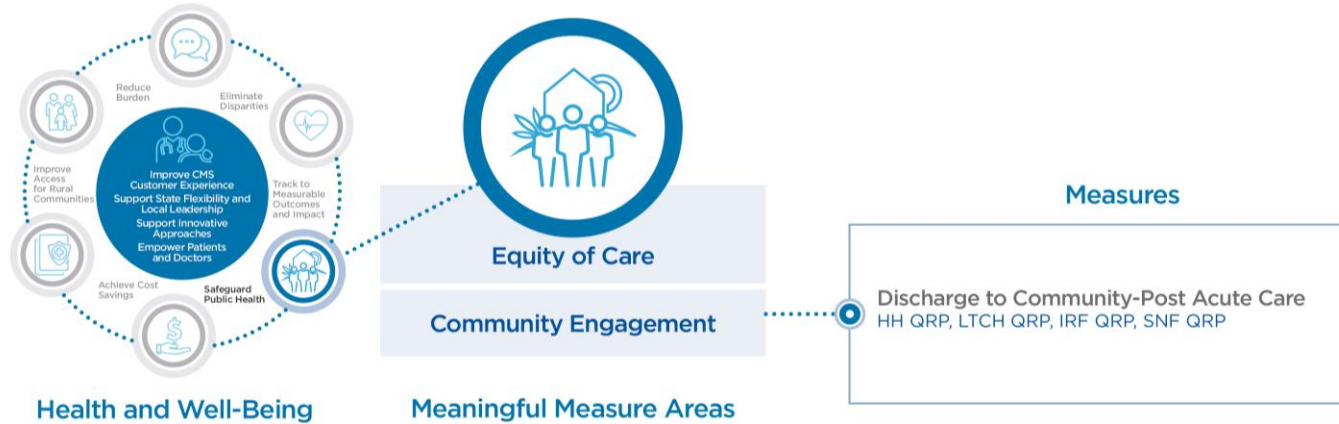 Reduce
Burden
Eliminate
Disparities
Improve
Access
for Rural
Communities
Improve CMS
Customer Experience
Support State Flexibility and
Local Leadership
Support Innovative
Approaches
Empower Patients
and Doctors
Track to
Measurable
Outcomes
and Impact
Achieve Cost
Savings
Safeguard
Public Health
Health and Well-Being
Equity of Care
Community Engagement
Meaningful Measure Areas
Measures
Discharge to Community-Post Acute Care
HH QRP, LTCH QRP, IRF QRP, SNF QRP